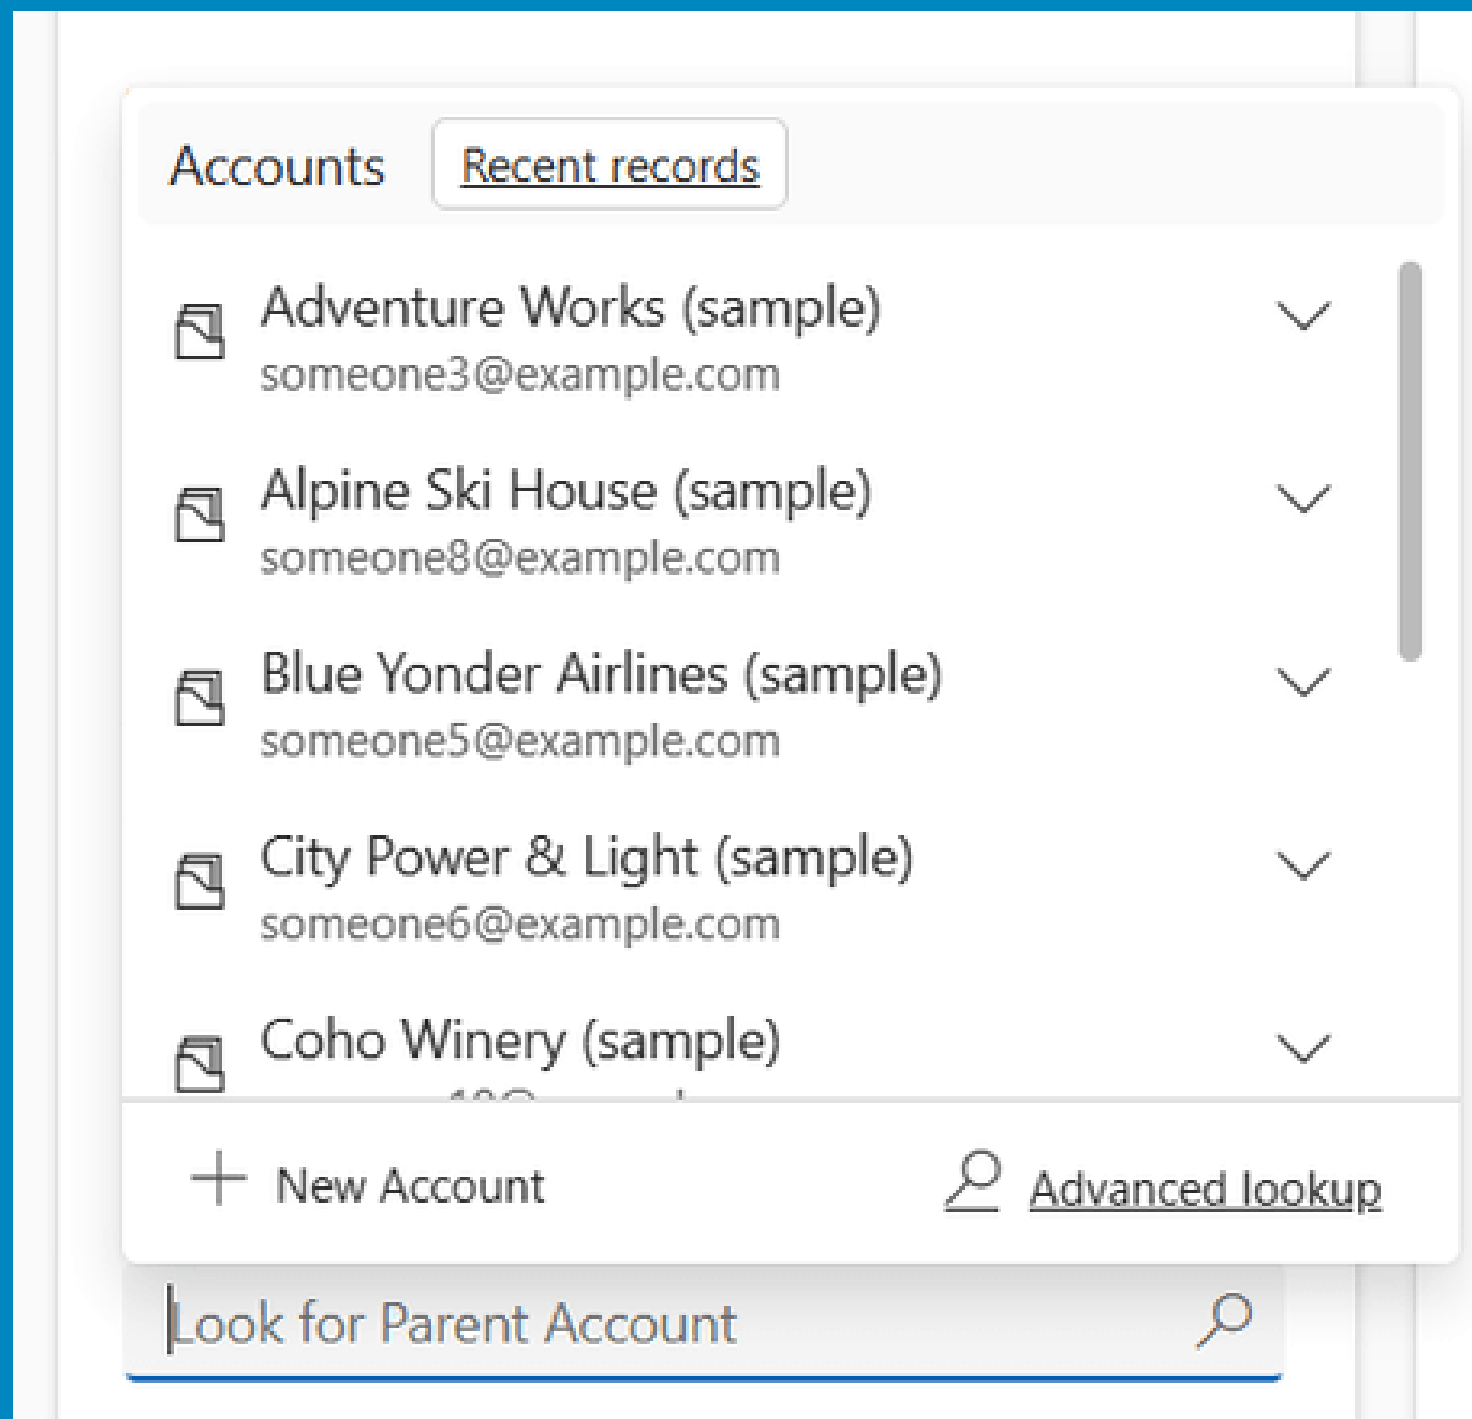 Accounts Recent records
Adventure Works (sample)
someone3@example.com
Alpine Ski House (sample)
someone8@example.com
Blue Yonder Airlines (sample)
someone5@example.com
City Power & Light (sample)
someone6@example.com
Coho Winery (sample)
New Account Advanced lookup
Look for Parent Account